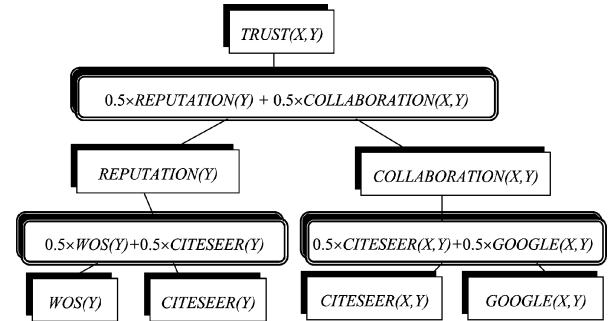 TRUST(X,Y)
0.5×REPUTATION(Y) + 0.5×COLLABORATION(X,Y)
REPUTATION(Y)
COLLABORATION(X,Y)
0.5×WOS(Y)+0.5×CITESEER(Y)
0.5×CITESEER(X,Y)+0.5×GOOGLE(X,Y)
WOS(Y)
CITESEER(Y)
CITESEER(X,Y)
GOOGLE(X,Y)